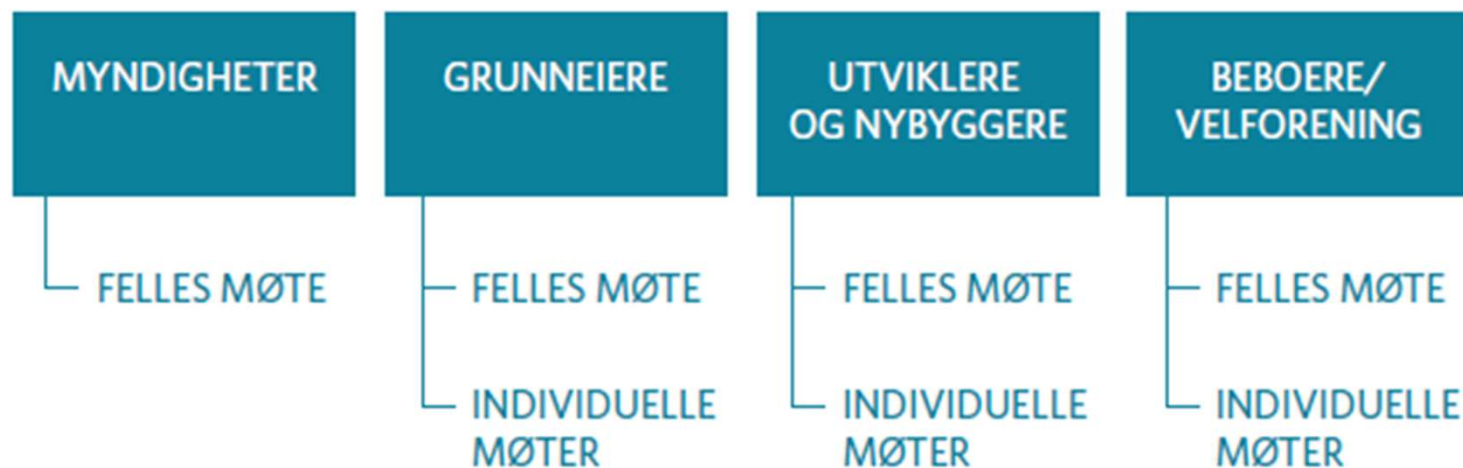 MYNDIGHETER
FELLES MØTE
GRUNNEIERE
FELLES MØTE
INDIVIDUELLE
MØTER
UTVIKLERE
OG NYBYGGERE
FELLES MØTE
INDIVIDUELLE
MØTER
BEBOERE/
VELFORENING
FELLES MØTE
INDIVIDUELLE
MØTER